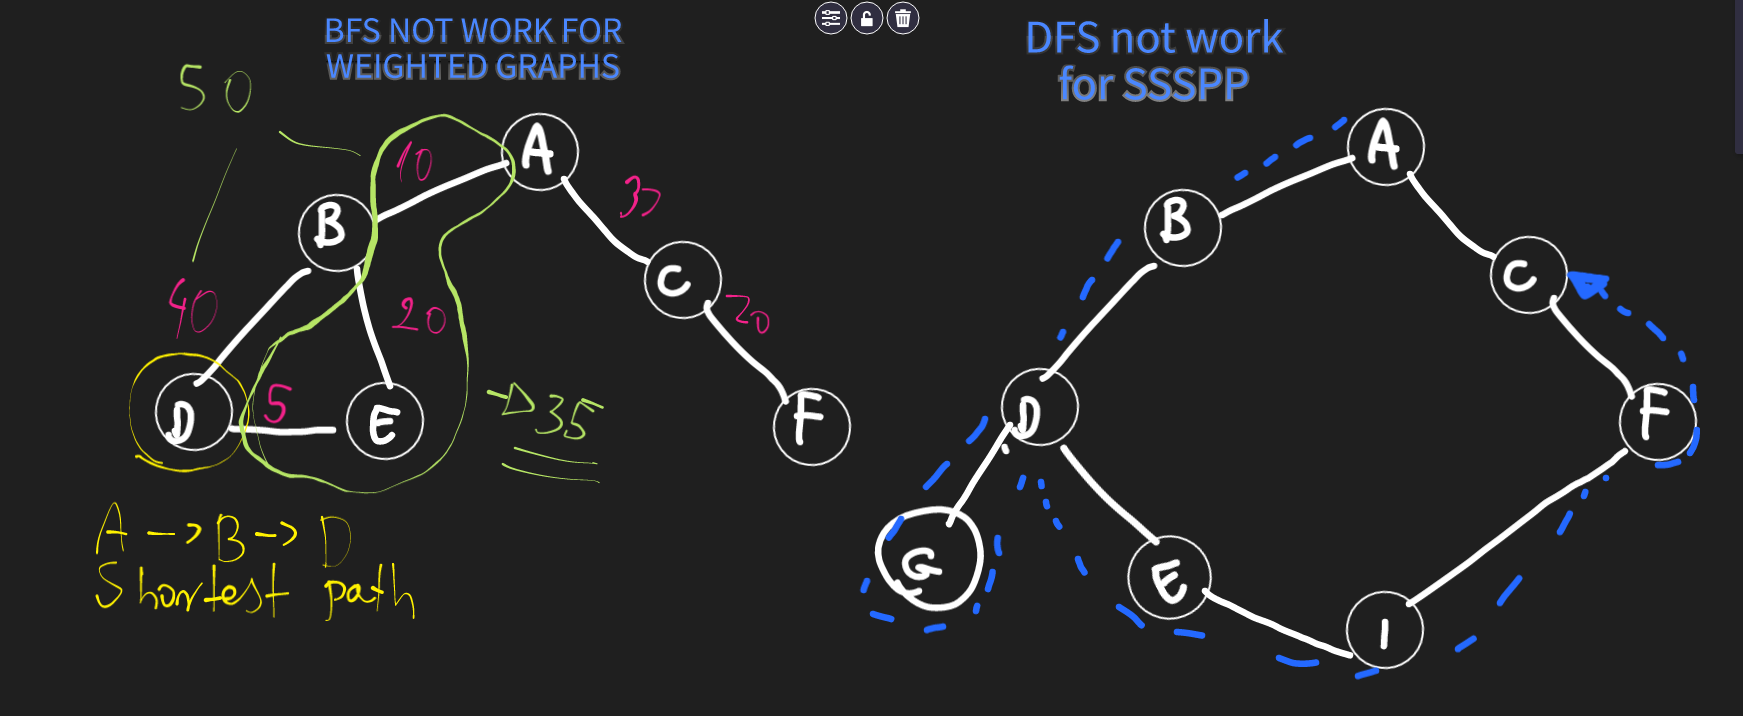 BFS NOT WORK FOR
WEIGHTED GRAPHS
50
A
10
B
C
20
40
20
D
5
E
F
35
A -> B -> D
Shortest path
DFS not work
for SSSPP
A
B
C
D
F
G
E
I